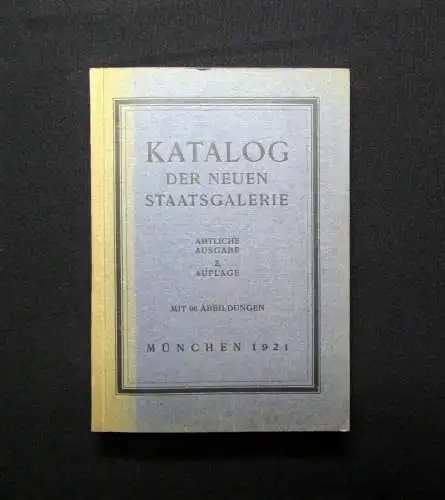 KATALOG
DER NEUEN
STAATSGALERIE
AMTLICHE
AUSGABE
2.
AUFLAGE
MIT 96 ABBILDUNGEN
MÜNCHEN 1921